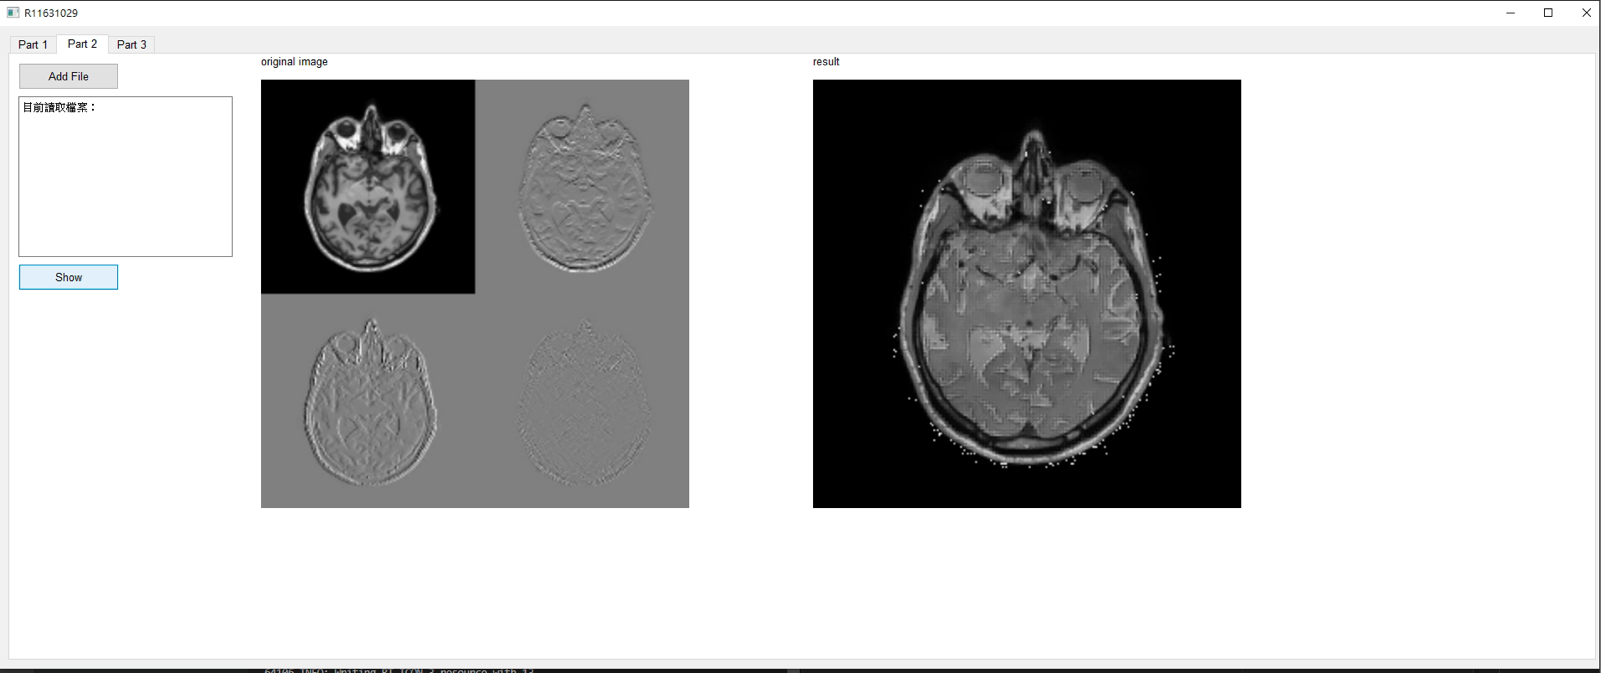 R11631029
Part 1
Part 2
Part 3
Add File
original image
result
目前讀取檔案：
Show